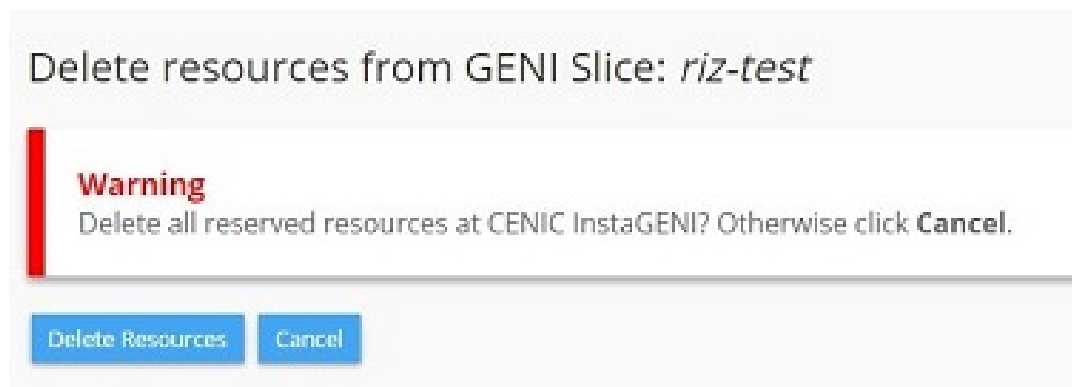 Delete resources from GENI Slice: riz-test
Warning
Delete all reserved resources at CENIC InstaGENI? Otherwise click Cancel.
Delete Resources Cancel